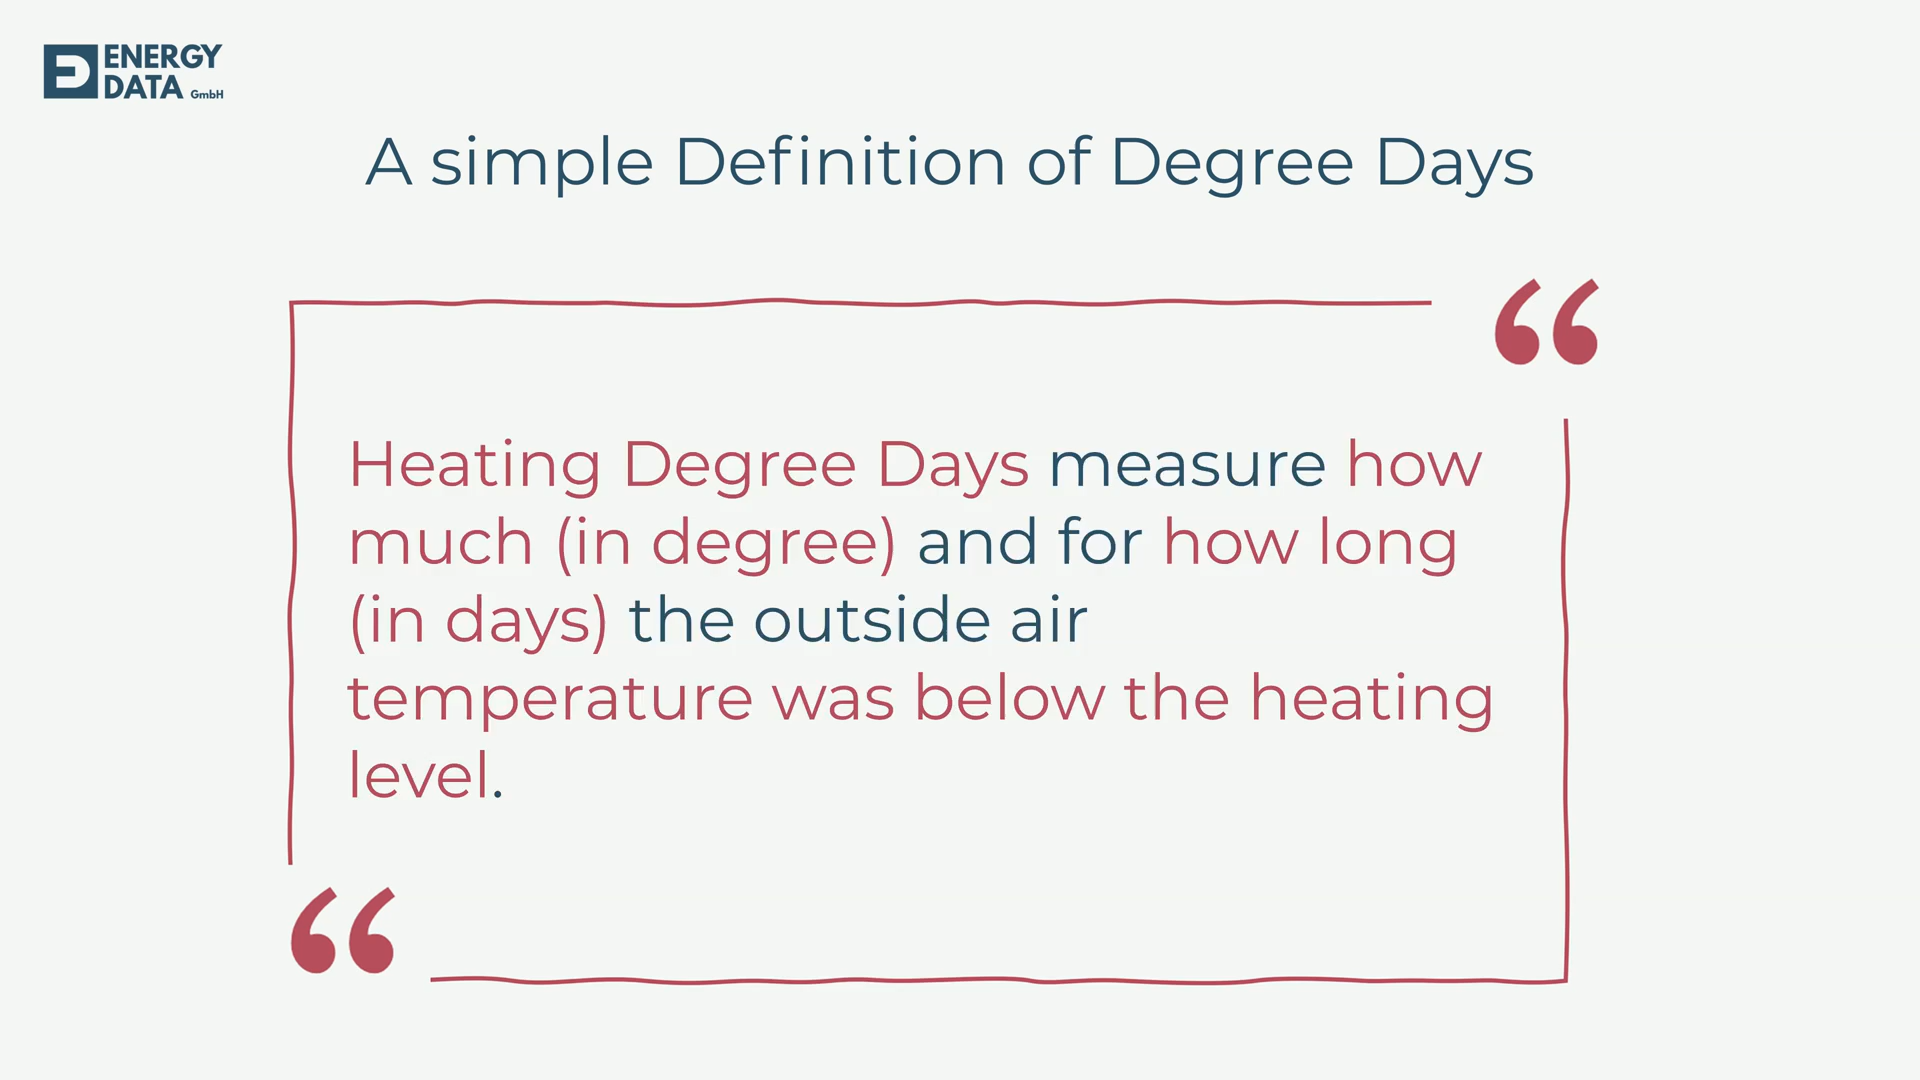 ENERGY
DATA GmbH
A simple Definition of Degree Days
“
Heating Degree Days measure how
much (in degree) and for how long
(in days) the outside air
temperature was below the heating
level.
“